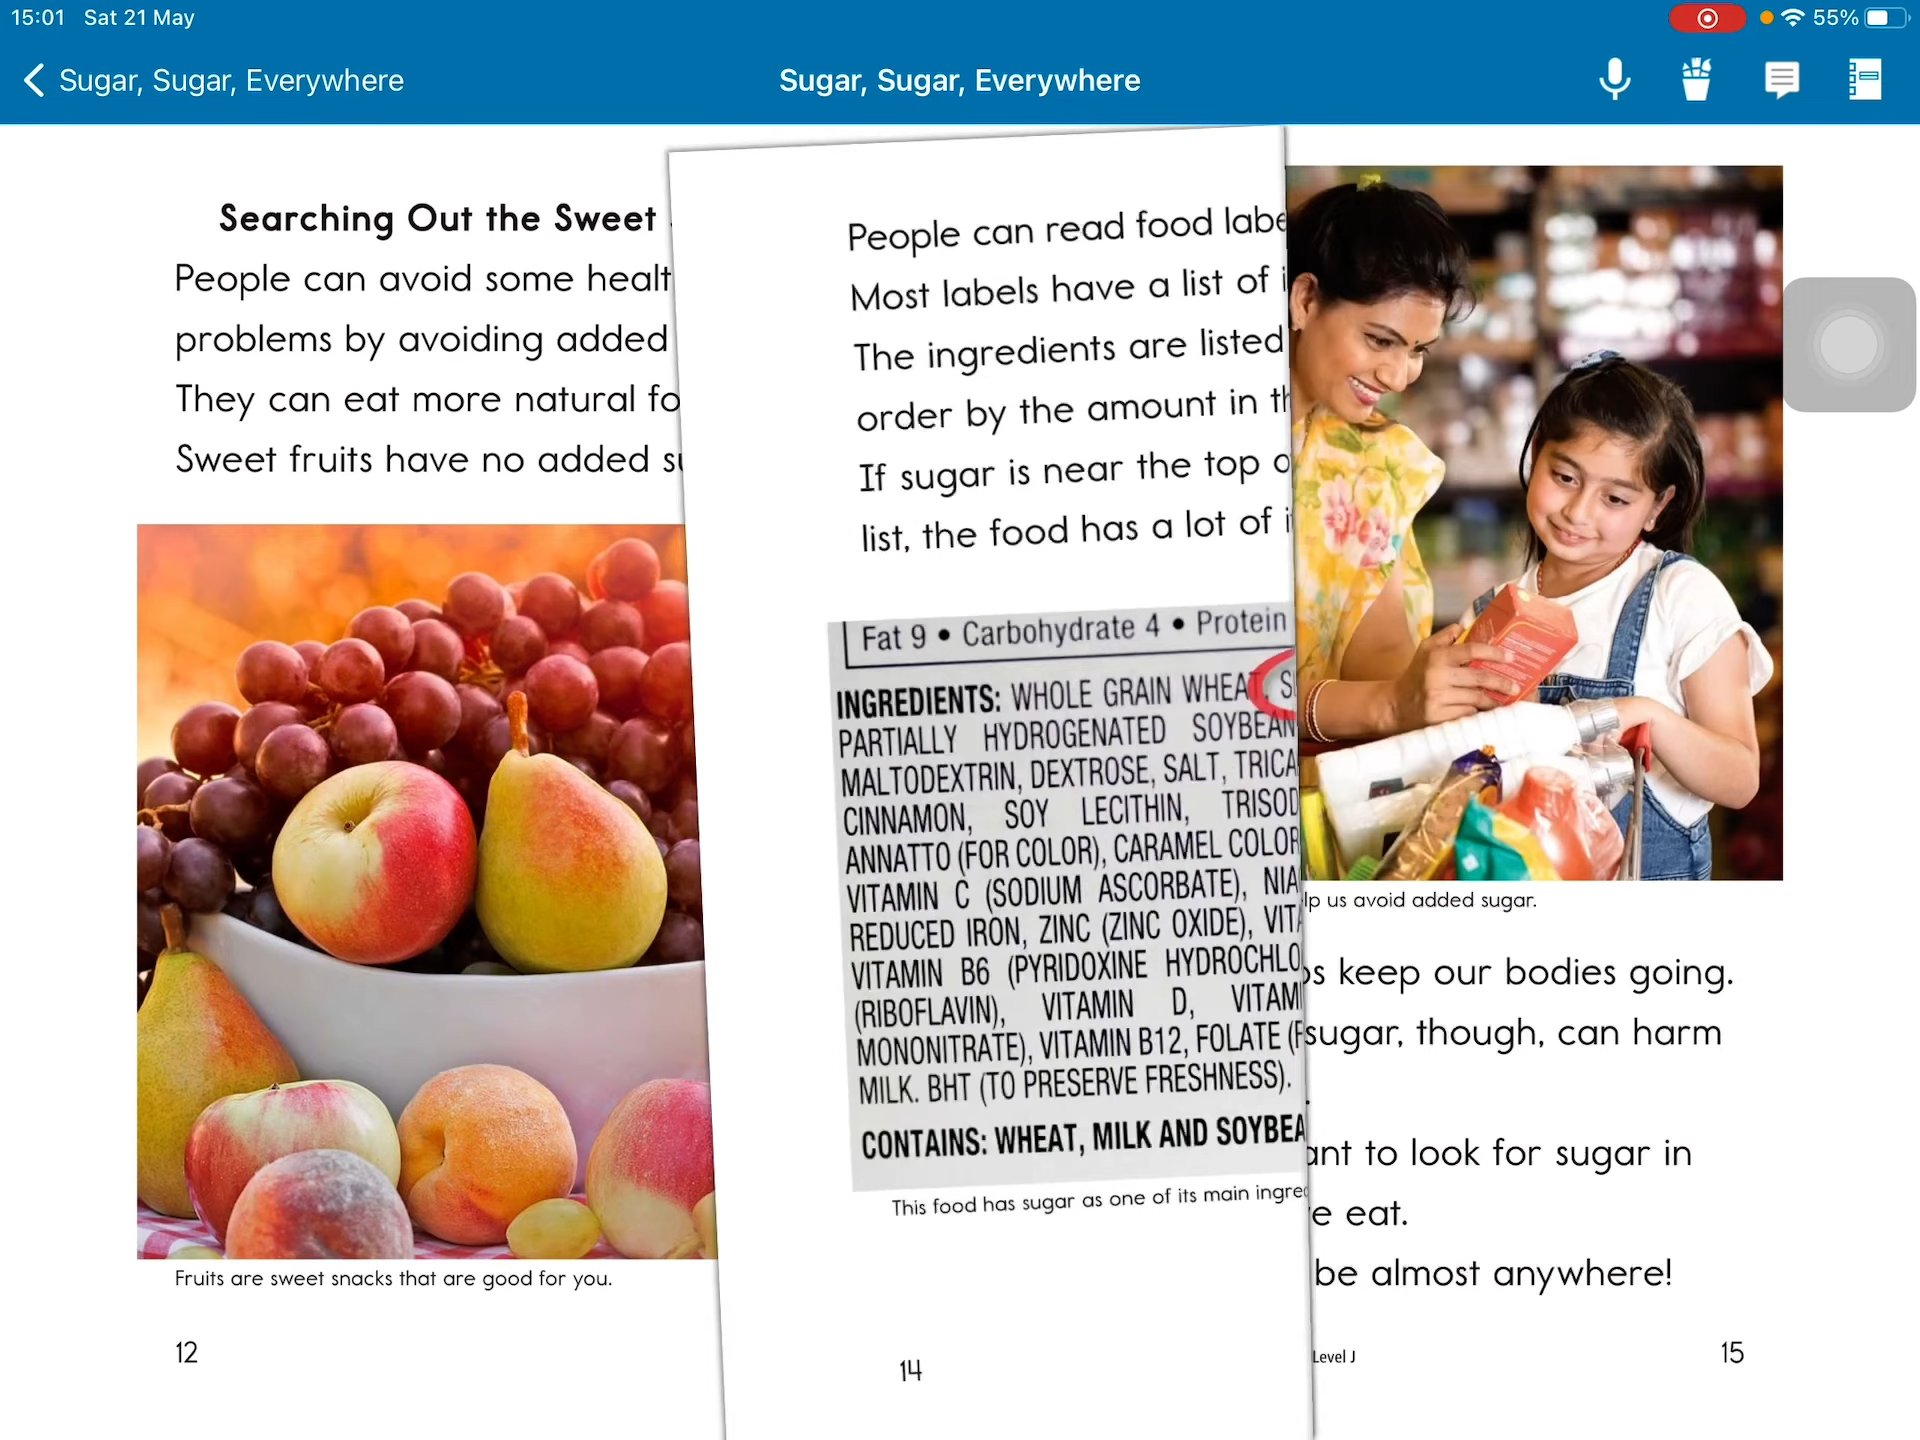 15:01 Sat 21 May
55%
Sugar, Sugar, Everywhere
Sugar, Sugar, Everywhere
Searching Out the Sweet
People can avoid some healt
problems by avoiding added
They can eat more natural fo
Sweet fruits have no added su
Fruits are sweet snacks that are good for you.
12
People can read food labe
Most labels have a list of i
The ingredients are listed
order by the amount in th
If sugar is near the top o
list, the food has a lot of i
Fat 9 • Carbohydrate 4 • Protein
INGREDIENTS: WHOLE GRAIN WHEAT, S
PARTIALLY HYDROGENATED SOYBEAN
MALTODEXTRIN, DEXTROSE, SALT, TRICA
CINNAMON, SOY LECITHIN, TRISOD
ANNATTO (FOR COLOR), CARAMEL COLOR
VITAMIN C (SODIUM ASCORBATE), NIA
REDUCED IRON, ZINC (ZINC OXIDE), VITA
VITAMIN B6 (PYRIDOXINE HYDROCHLO
(RIBOFLAVIN), VITAMIN D, VITAMI
MONONITRATE), VITAMIN B12, FOLATE (F
MILK. BHT (TO PRESERVE FRESHNESS).
CONTAINS: WHEAT, MILK AND SOYBEA
This food has sugar as one of its main ingred
14
lp us avoid added sugar.
ps keep our bodies going.
sugar, though, can harm
ant to look for sugar in
e eat.
be almost anywhere!
Level J
15